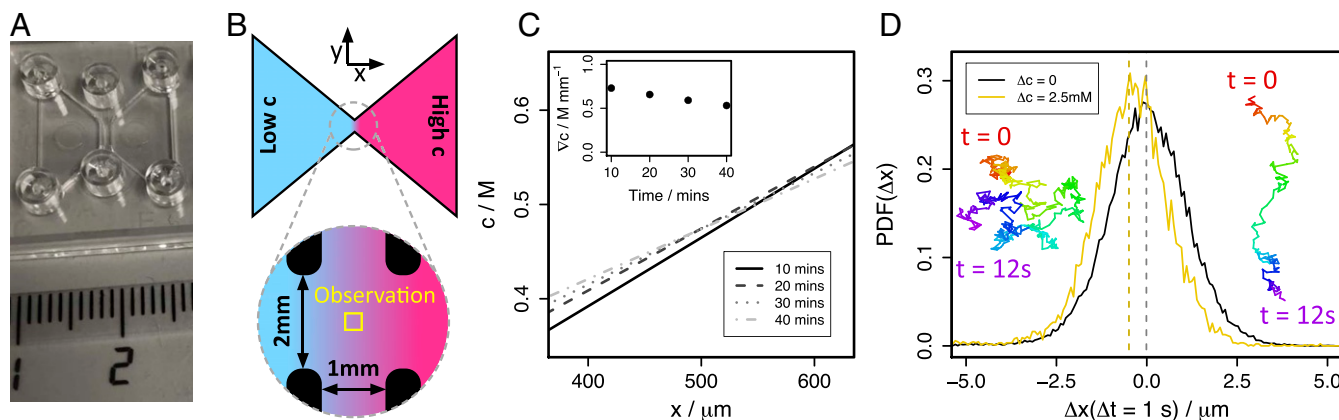 A
1
2
B
y
x
Low c
High c
Observation
2mm
1mm
C
c / M
0.6
0.5
0.4
∇c / M mm⁻¹
1.0
0.5
0.0
10 20 30 40
Time / mins
10 mins
20 mins
30 mins
40 mins
400 500 600
x / μm
D
PDF(Δx)
0.3
0.2
0.1
0.0
Δc = 0
Δc = 2.5mM
t = 0
t = 12s
t = 0
t = 12s
-5.0 -2.5 0.0 2.5 5.0
Δx(Δt = 1 s) / μm